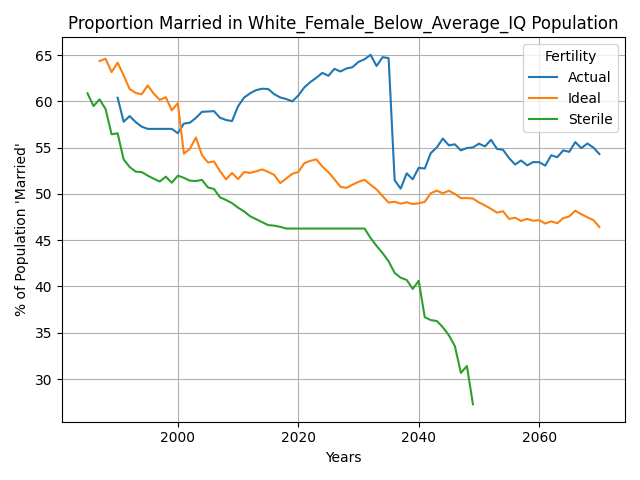 Proportion Married in White_Female_Below_Average_IQ Population
Fertility
Actual
Ideal
Sterile
% of Population 'Married'
65
60
55
50
45
40
35
30
2000
2020
2040
2060
Years